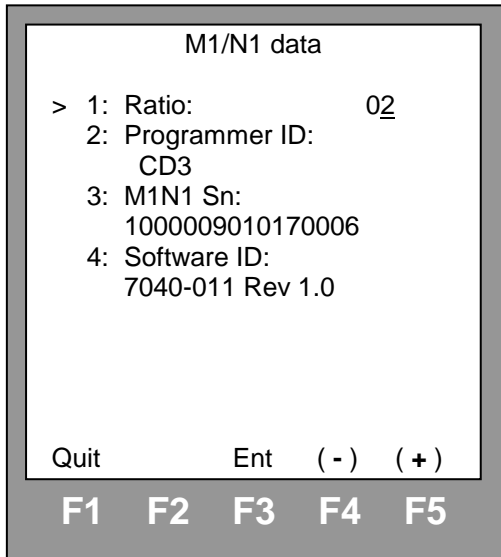 M1/N1 data
> 1: Ratio: 02
2: Programmer ID:
CD3
3: M1N1 Sn:
1000009010170006
4: Software ID:
7040-011 Rev 1.0
Quit Ent ( - ) ( + )
F1 F2 F3 F4 F5